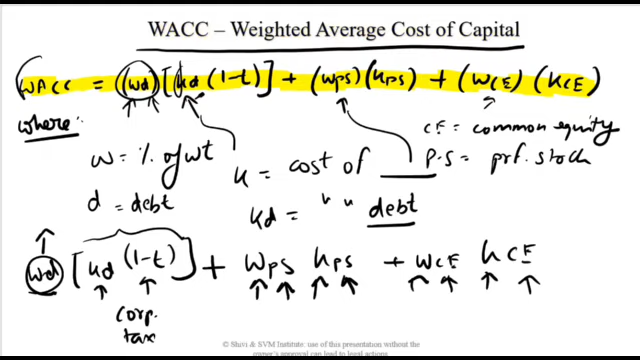 WACC – Weighted Average Cost of Capital
WACC = (wd) [kd (1-t)] + (wPS)(kPS) + (wCE) (kCE)
where:
CE = common equity
w = % of wt
k = cost of ___
P.S = prf. stock
d = debt
kd = " " debt
wd [kd (1-t)] + wPS kPS + wCE kCE
corp.
tax
© Shivi & SVM Institute: use of this presentation without the
owner's approval can lead to legal actions.